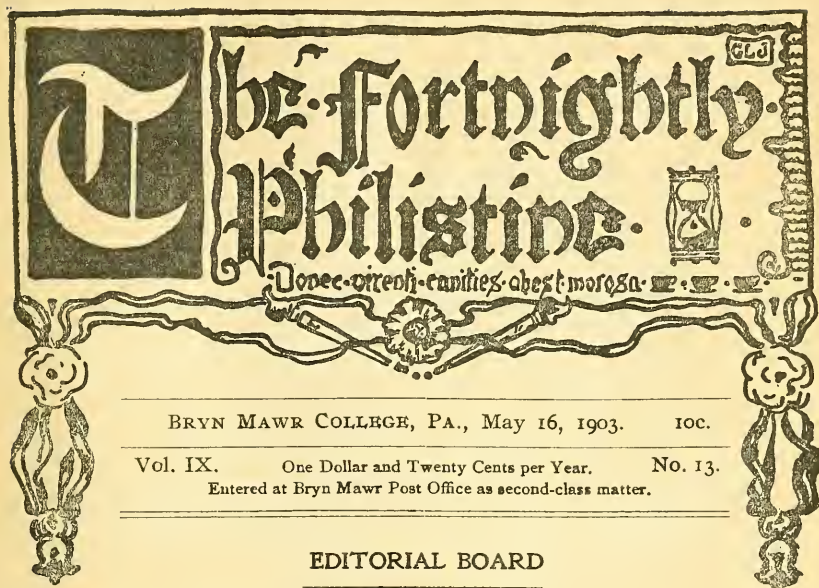 GLJ
The·Fortnightly·
Philistine·
·Donec·virenti·canities·abest·morosa·
BRYN MAWR COLLEGE, PA., May 16, 1903. 10c.
Vol. IX. One Dollar and Twenty Cents per Year. No. 13.
Entered at Bryn Mawr Post Office as second-class matter.
EDITORIAL BOARD